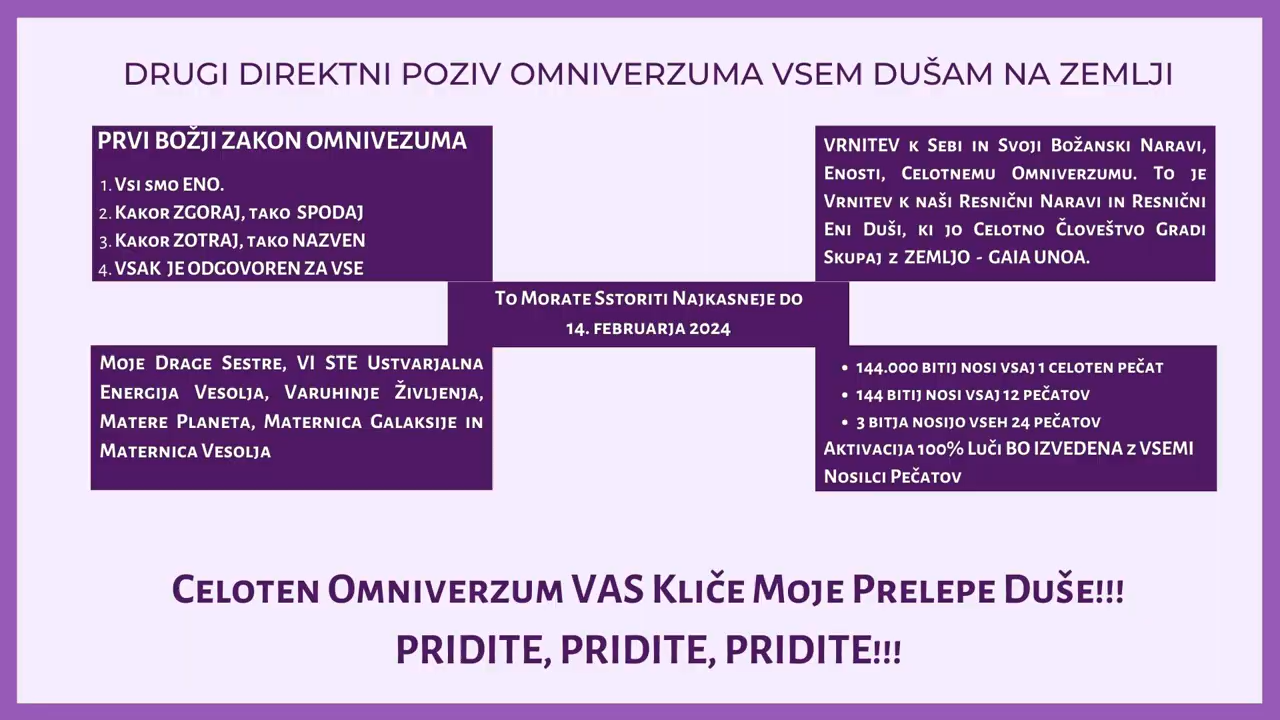 DRUGI DIREKTNI POZIV OMNIVERZUMA VSEM DUŠAM NA ZEMLJI
PRVI BOŽJI ZAKON OMNIVEZUMA
1. Vsi smo ENO.
2. Kakor ZGORAJ, tako SPODAJ
3. Kakor ZOTRAJ, tako NAZVEN
4. VSAK JE ODGOVOREN ZA VSE
VRNITEV k Sebi in Svoji Božanski Naravi,
Enosti, Celotnemu Omniverzumu. To je
Vrnitev k naši Resnični Naravi in Resnični
Eni Duši, ki jo Celotno Človeštvo Gradi
Skupaj z ZEMLJO - GAIA UNOA.
To Morate Sstoriti Najkasneje do
14. februarja 2024
Moje Drage Sestre, VI STE Ustvarjalna
Energija Vesolja, Varuhinje Življenja,
Matere Planeta, Maternica Galaksije in
Maternica Vesolja
• 144.000 bitij nosi vsaj 1 celoten pečat
• 144 bitij nosi vsaj 12 pečatov
• 3 bitja nosijo vseh 24 pečatov
Aktivacija 100% Luči BO IZVEDENA z VSEMI
Nosilci Pečatov
Celoten Omniverzum VAS Kliče Moje Prelepe Duše!!!
PRIDITE, PRIDITE, PRIDITE!!!